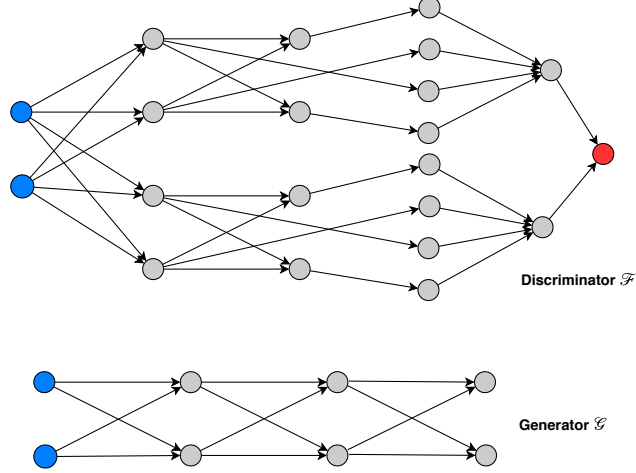 Discriminator ℱ
Generator 𝒢